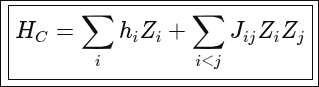 $H_C = \sum_i h_i Z_i + \sum_{i<j} J_{ij} Z_i Z_j$